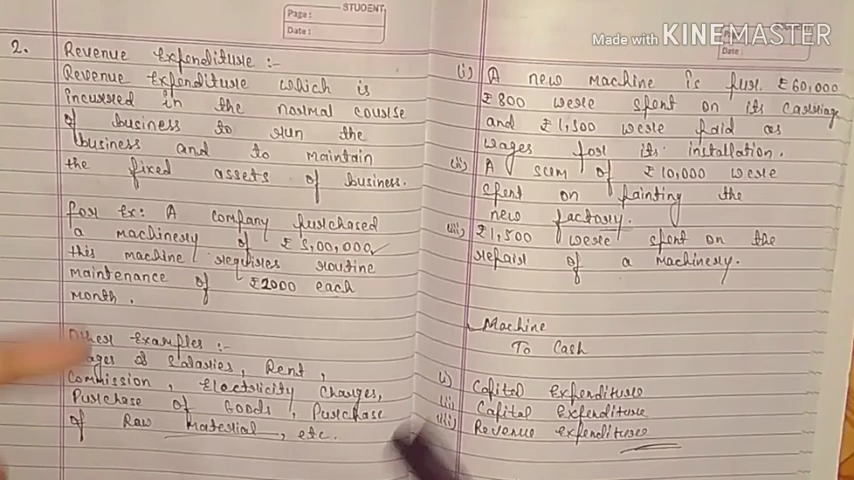 STUDENT
Page:
Date:
2. Revenue Expenditure :-
Revenue Expenditure which is
incurred in the normal course
of business to run the
business and to maintain
the fixed assets of business.
for Ex: A company purchased
a machinery of ₹ 5,00,000
this machine requires routine
maintenance of ₹2000 each
month.
Other Examples :-
Wages & Salaries, Rent,
Commission, Electricity Charges,
Purchase of Goods, Purchase
of Raw Material, etc.
Made with KINEMASTER
Date:
(i) A new Machine is pur. ₹ 60,000
₹ 800 were spent on its carriage
and ₹ 1,500 were paid as
wages for its installation.
(ii) A sum of ₹ 10,000 were
spent on painting the
new factory.
(iii) ₹1,500 were spent on the
repair of a machinery.
Machine
To Cash
(i) Capital Expenditure
(ii) Capital Expenditure
(iii) Revenue Expenditure